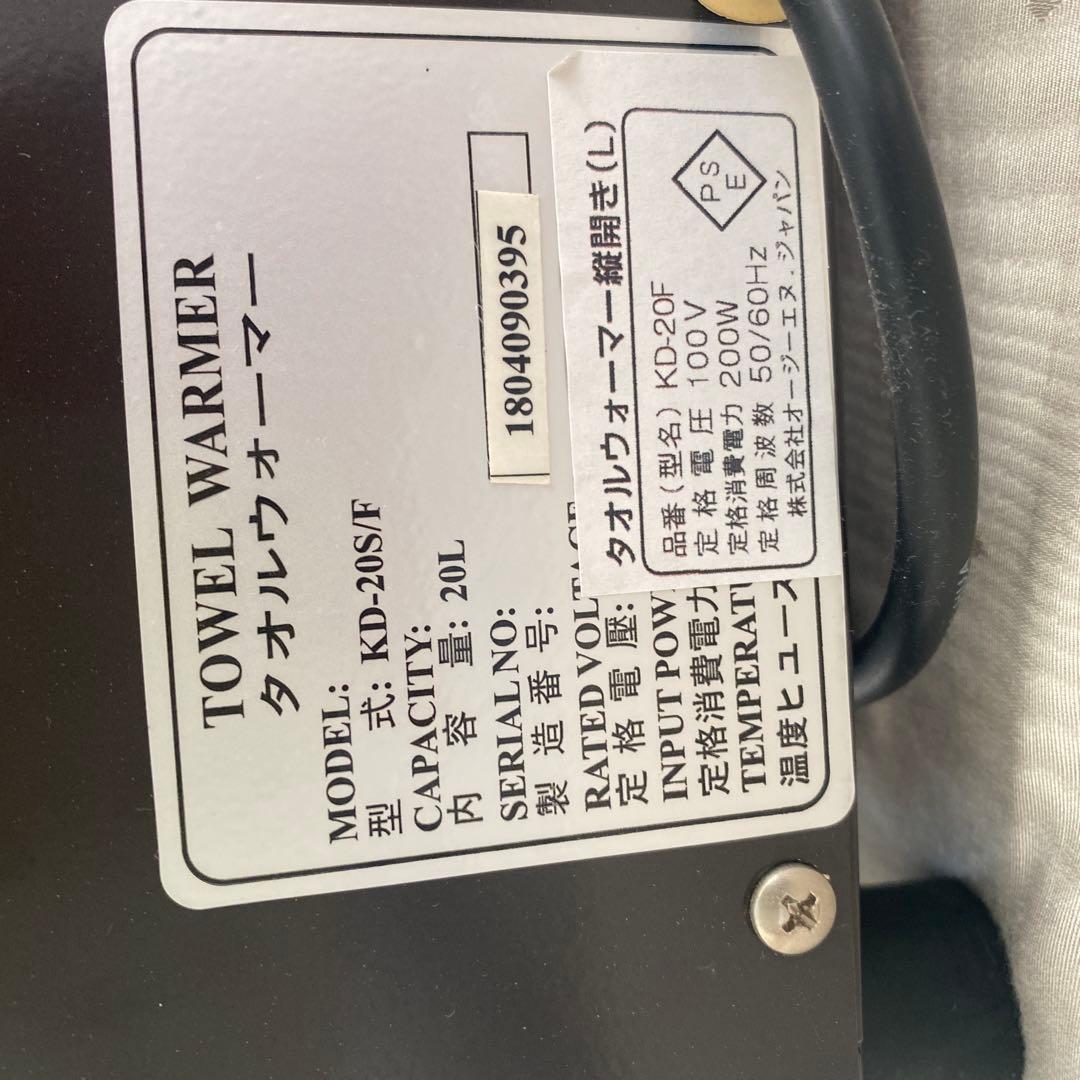 TOWEL WARMER
タオルウォーマー
MODEL:
型 式: KD-20S/F
CAPACITY:
内 容 量: 20L
SERIAL NO:
製 造 番 号:
1804090395
RATED VOLTAGE
定 格 電 壓:
INPUT POW
定格消費電力
TEMPERATU
温度ヒューズ
タオルウォーマー縦開き(L)
品番(型名) KD-20F
定 格 電 圧 100V
定格消費電力 200W
定 格 周 波 数 50/60Hz
株式会社オージーエヌ.ジャパン
PSE